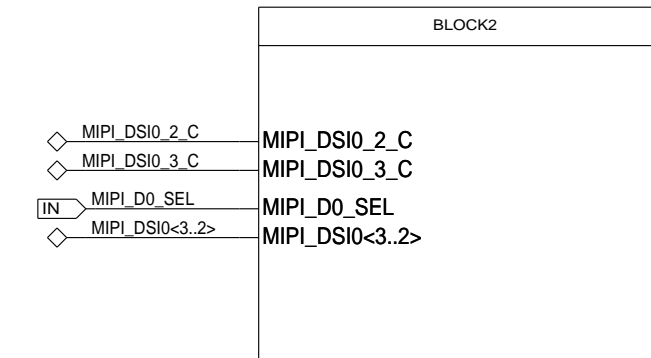 BLOCK2
MIPI_DSI0_2_C MIPI_DSI0_2_C
MIPI_DSI0_3_C MIPI_DSI0_3_C
IN MIPI_D0_SEL MIPI_D0_SEL
MIPI_DSI0<3..2> MIPI_DSI0<3..2>